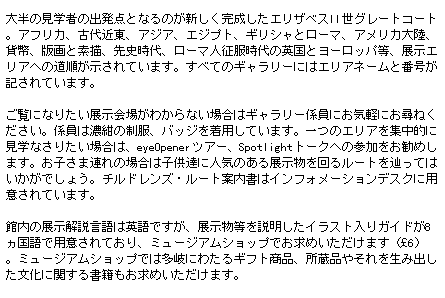 大半の見学者の出発点となるのが新しく完成したエリザベスII世グレートコート
。アフリカ、古代近東、アジア、エジプト、ギリシャとローマ、アメリカ大陸、
貨幣、版画と素描、先史時代、ローマ人征服時代の英国とヨーロッパ等、展示エ
リアへの道順が示されています。すべてのギャラリーにはエリアネームと番号が
記されています。

ご覧になりたい展示会場がわからない場合はギャラリー係員にお気軽にお尋ねく
ださい。係員は濃紺の制服、バッジを着用しています。一つのエリアを集中的に
見学なさりたい場合は、eyeOpenerツアー、Spotlightトークへの参加をお勧めし
ます。お子さま連れの場合は子供達に人気のある展示物を回るルートを辿っては
いかがでしょう。チルドレンズ・ルート案内書はインフォメーションデスクに用
意されています。

館内の展示解説言語は英語ですが、展示物等を説明したイラスト入りガイドが8
ヵ国語で用意されており、ミュージアムショップでお求めいただけます（£6）
。ミュージアムショップでは多岐にわたるギフト商品、所蔵品やそれを生み出し
た文化に関する書籍もお求めいただけます。